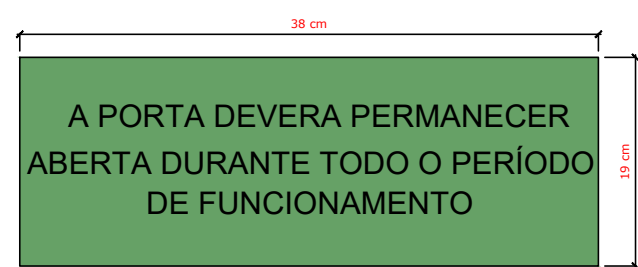 38 cm
A PORTA DEVERA PERMANECER
ABERTA DURANTE TODO O PERÍODO
DE FUNCIONAMENTO
19 cm